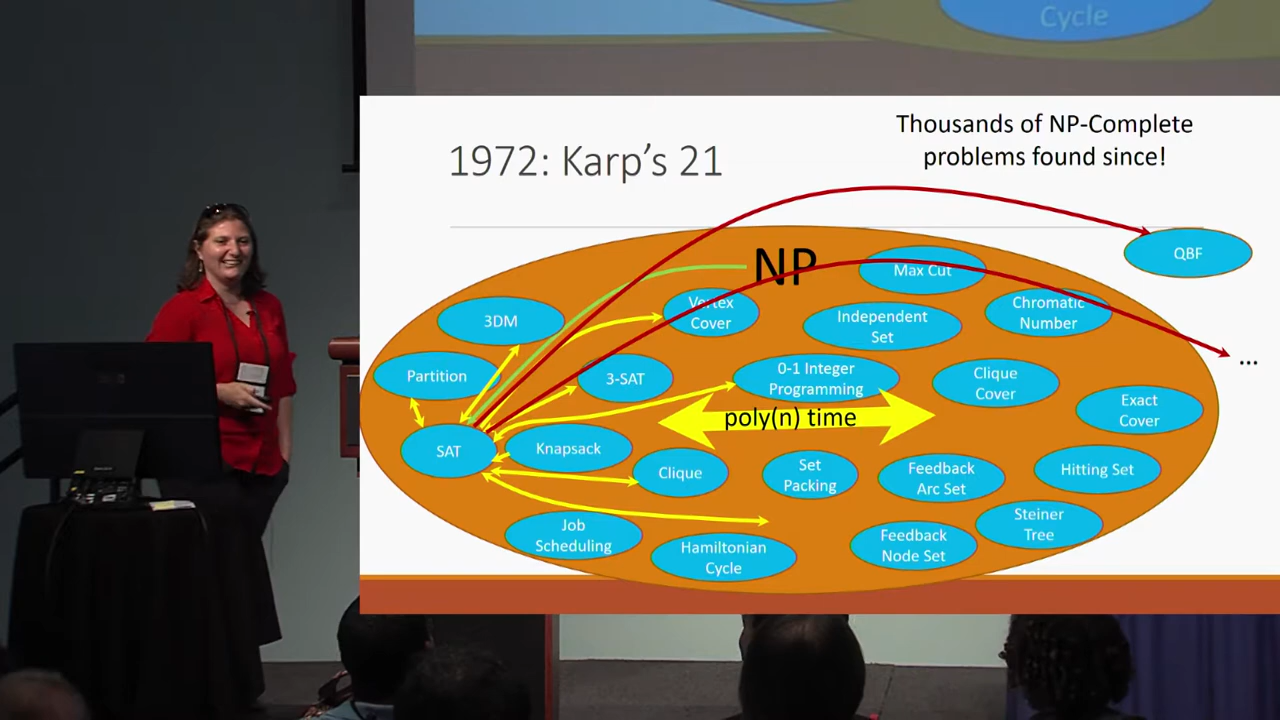 Cycle
Thousands of NP-Complete
problems found since!
1972: Karp’s 21
NP
QBF
Max Cut
3DM
Vertex
Cover
Independent
Set
Chromatic
Number
...
Partition
3-SAT
0-1 Integer
Programming
Clique
Cover
Exact
Cover
poly(n) time
SAT
Knapsack
Clique
Set
Packing
Feedback
Arc Set
Hitting Set
Job
Scheduling
Hamiltonian
Cycle
Feedback
Node Set
Steiner
Tree